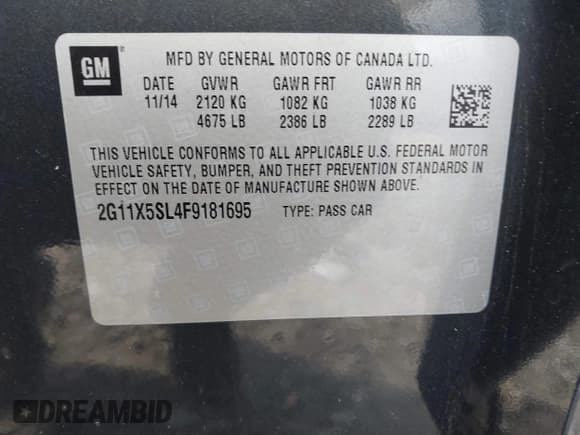 GM
MFD BY GENERAL MOTORS OF CANADA LTD.
DATE GVWR GAWR FRT GAWR RR
11/14 2120 KG 1082 KG 1038 KG
4675 LB 2386 LB 2289 LB
THIS VEHICLE CONFORMS TO ALL APPLICABLE U.S. FEDERAL MOTOR
VEHICLE SAFETY, BUMPER, AND THEFT PREVENTION STANDARDS IN
EFFECT ON THE DATE OF MANUFACTURE SHOWN ABOVE.
2G11X5SL4F9181695 TYPE: PASS CAR
DREAMBID